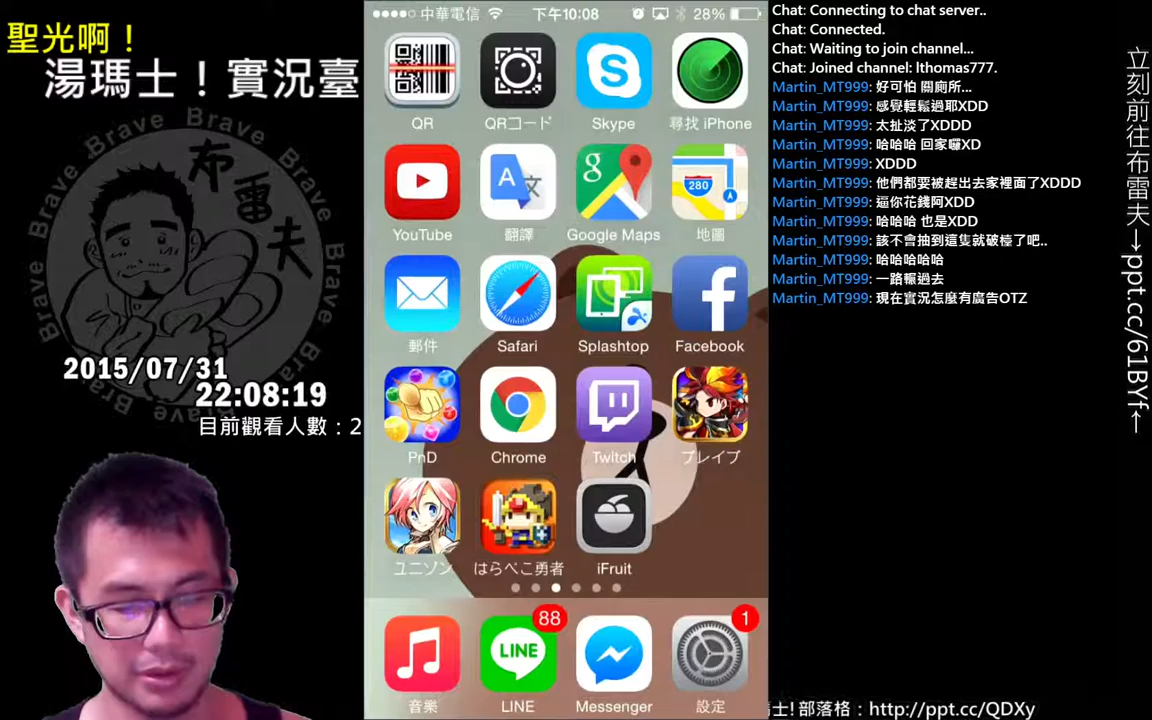 聖光啊!
湯瑪士!實況臺
Brave Brave Brave Brave
布雷夫
2015/07/31
22:08:19
目前觀看人數:2
中華電信
下午10:08
28%
QR
QRコード
Skype
尋找 iPhone
YouTube
翻譯
Google Maps
地圖
郵件
Safari
Splashtop
Facebook
PnD
Chrome
Twitch
ブレイブ
ユニゾン
はらぺこ勇者
iFruit
88
1
LINE
音樂
LINE
Messenger
設定
A
文
g
280
Chat: Connecting to chat server..
Chat: Connected.
Chat: Waiting to join channel...
Chat: Joined channel: lthomas777.
Martin_MT999: 好可怕 關廁所...
Martin_MT999: 感覺輕鬆過耶XDD
Martin_MT999: 太扯淡了XDDD
Martin_MT999: 哈哈哈 回家囉XD
Martin_MT999: XDDD
Martin_MT999: 他們都要被趕出去家裡面了XDDD
Martin_MT999: 逼你花錢阿XDD
Martin_MT999: 哈哈哈 也是XDD
Martin_MT999: 該不會抽到這隻就破檯了吧..
Martin_MT999: 哈哈哈哈哈
Martin_MT999: 一路輾過去
Martin_MT999: 現在實況怎麼有廣告OTZ
立刻前往布雷夫→ppt.cc/61BYf←
士! 部落格:http://ppt.cc/QDXy